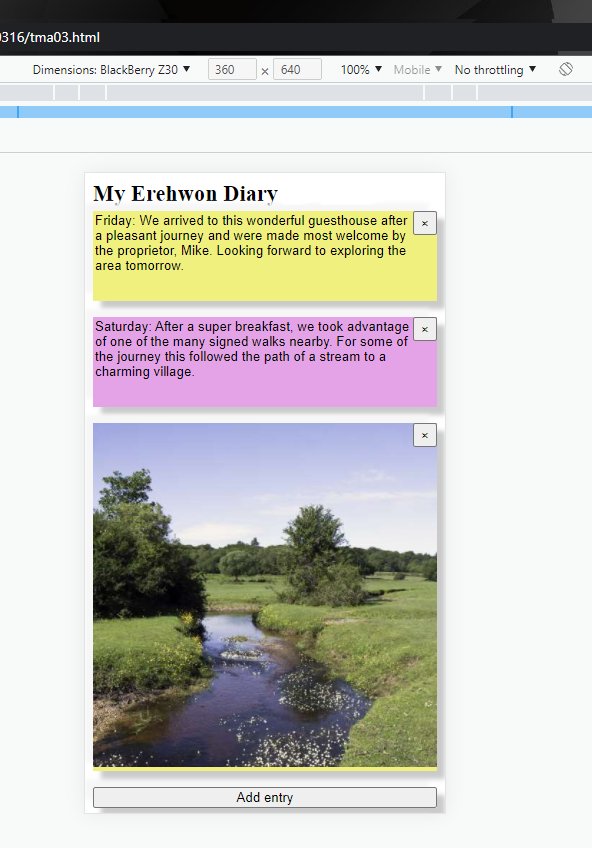 0316/tma03.html
Dimensions: BlackBerry Z30 ▼ 360 × 640 100% ▼ Mobile ▼ No throttling ▼
My Erehwon Diary
Friday: We arrived to this wonderful guesthouse after ×
a pleasant journey and were made most welcome by
the proprietor, Mike. Looking forward to exploring the
area tomorrow.
Saturday: After a super breakfast, we took advantage ×
of one of the many signed walks nearby. For some of
the journey this followed the path of a stream to a
charming village.
×
Add entry